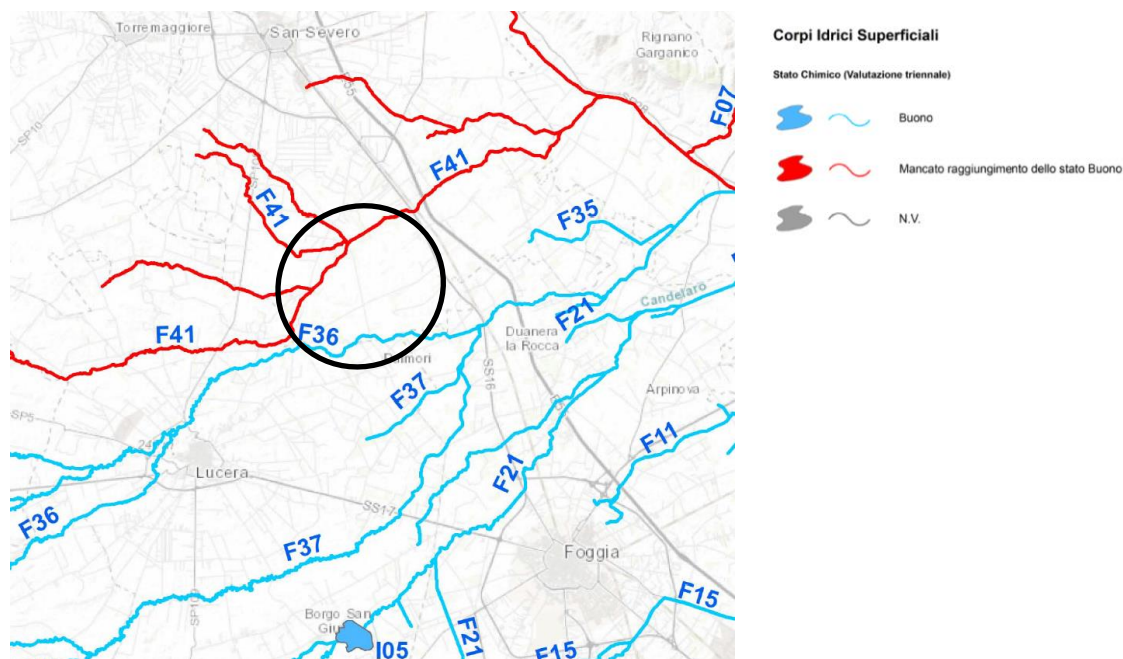 Torremaggiore
San Severo
Rignano
Garganico
SP10
F07
F41
F41
F35
Candelaro
F21
F36
F41
Duanera
la Rocca
SS16
F37
Arpinova
SP5
F11
Lucera
F21
SS17
F36
Foggia
F37
F15
Borgo San
I05
F21
F15
Corpi Idrici Superficiali
Stato Chimico (Valutazione triennale)
Buono
Mancato raggiungimento dello stato Buono
N.V.